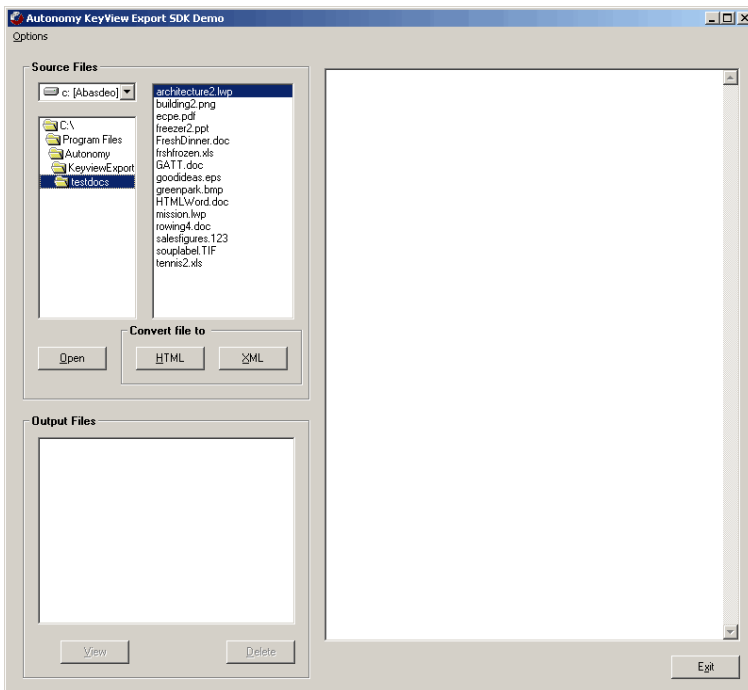 Autonomy KeyView Export SDK Demo
Options
Source Files
c: [Abasdeo]
C:\
Program Files
Autonomy
KeyviewExport
testdocs
architecture2.lwp
building2.png
ecpe.pdf
freezer2.ppt
FreshDinner.doc
frshfrozen.xls
GATT.doc
goodideas.eps
greenpark.bmp
HTMLWord.doc
mission.lwp
rowing4.doc
salesfigures.123
souplabel.TIF
tennis2.xls
Convert file to
Open
HTML
XML
Output Files
View
Delete
Exit